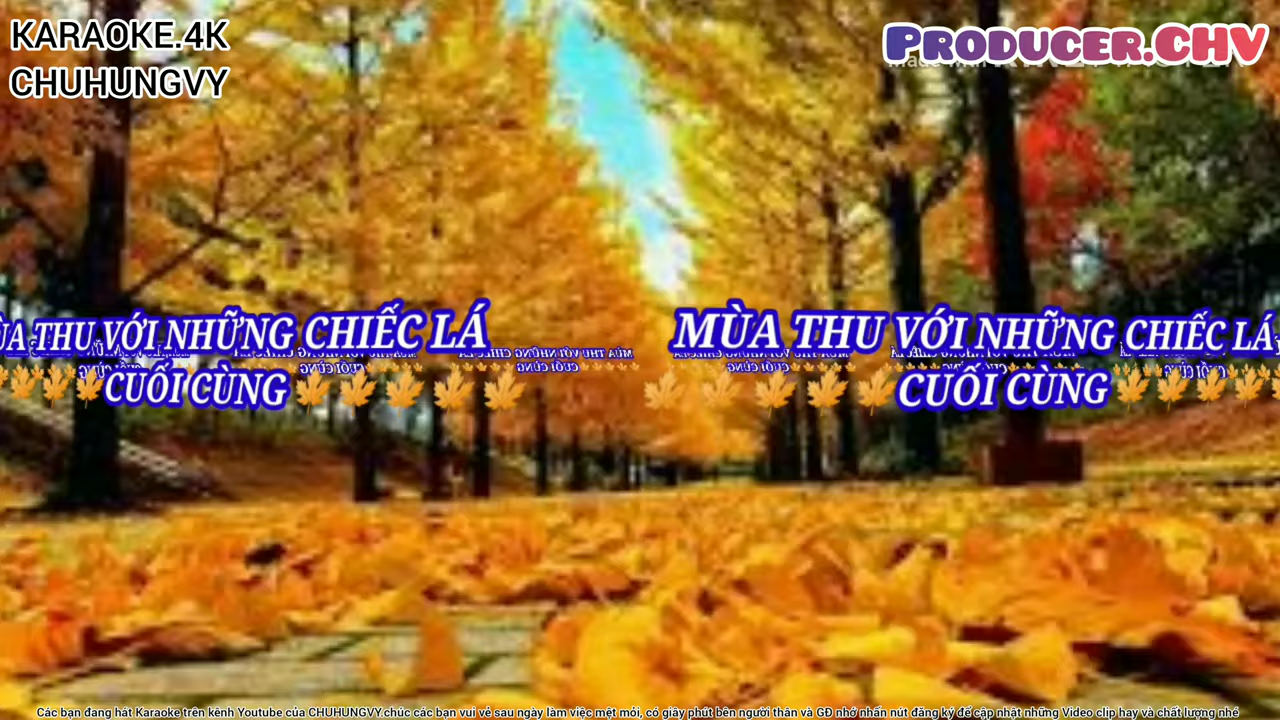 KARAOKE.4K
CHUHUNGVY
PRODUCER.CHV
ÙA THU VỚI NHỮNG CHIẾC LÁ
CUỐI CÙNG
MÙA THU VỚI NHỮNG CHIẾC LÁ
CUỐI CÙNG
Các bạn đang hát Karaoke trên kênh Youtube của CHUHUNGVY chúc các bạn vui vẻ sau ngày làm việc mệt mỏi, có giây phút bên người thân và GĐ nhớ nhấn nút đăng ký để cập nhật những Video clip hay và chất lượng nhé